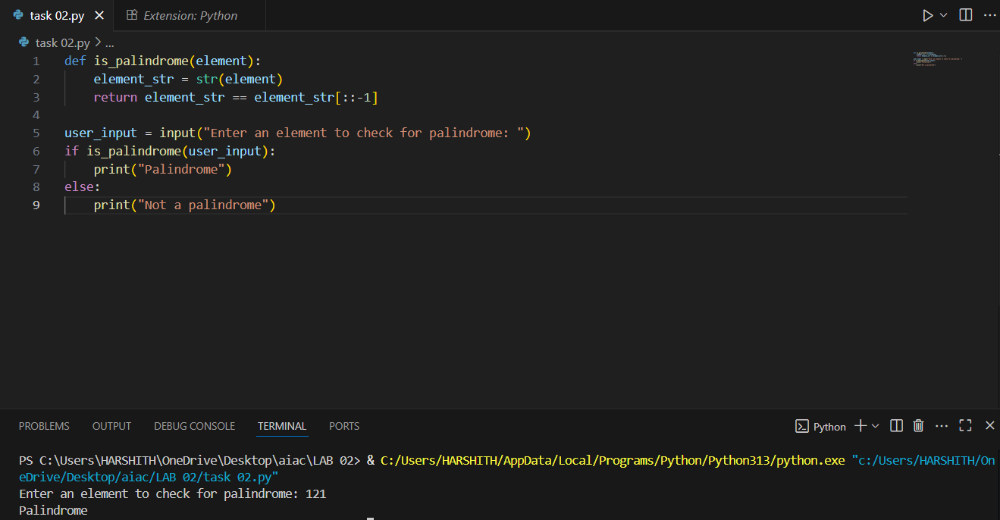 task 02.py
Extension: Python
task 02.py > ...
1 def is_palindrome(element):
2     element_str = str(element)
3     return element_str == element_str[::-1]
4
5 user_input = input("Enter an element to check for palindrome: ")
6 if is_palindrome(user_input):
7     print("Palindrome")
8 else:
9     print("Not a palindrome")
PROBLEMS OUTPUT DEBUG CONSOLE TERMINAL PORTS Python
PS C:\Users\HARSHITH\OneDrive\Desktop\aiac\LAB 02> & C:/Users/HARSHITH/AppData/Local/Programs/Python/Python313/python.exe "c:/Users/HARSHITH/On
eDrive/Desktop/aiac/LAB 02/task 02.py"
Enter an element to check for palindrome: 121
Palindrome